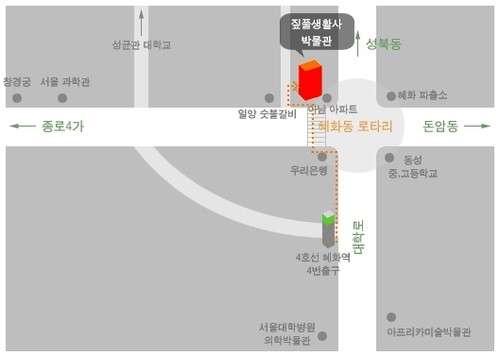 짚풀생활사
박물관
성북동
성균관 대학교
창경궁
서울 과학관
일양 숯불갈비
아남 아파트
혜화 파출소
종로4가
혜화동 로타리
돈암동
우리은행
동성
중.고등학교
대학로
4호선 혜화역
4번출구
서울대학병원
의학박물관
아프리카미술박물관